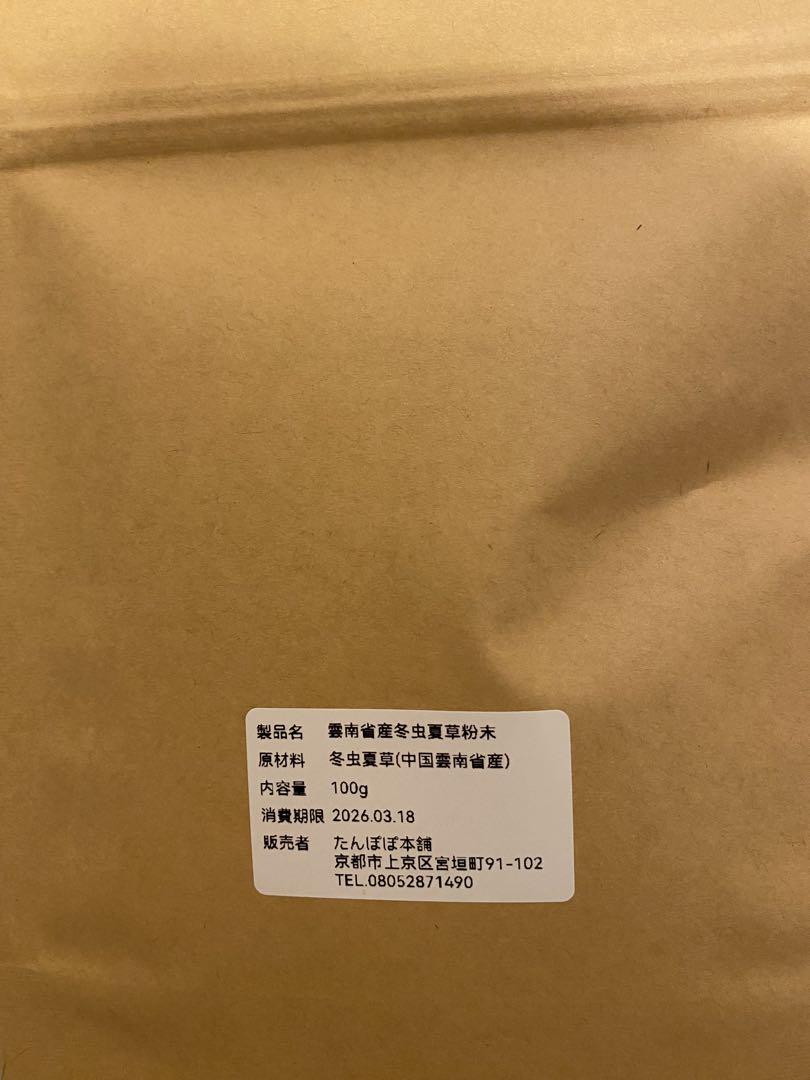 製品名 雲南省産冬虫夏草粉末
原材料 冬虫夏草(中国雲南省産)
内容量 100g
消費期限 2026.03.18
販売者 たんぽぽ本舗
京都市上京区宮垣町91-102
TEL.08052871490